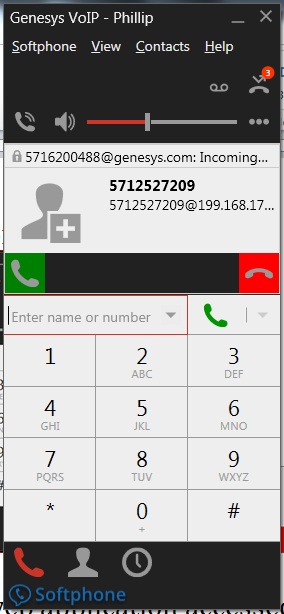 Genesys VoIP - Phillip
Softphone View Contacts Help
3
5716200488@genesys.com: Incoming...
5712527209
5712527209@199.168.17...
Enter name or number
1 2 3
ABC DEF
4 5 6
GHI JKL MNO
7 8 9
PQRS TUV WXYZ
* 0 #
+
Softphone